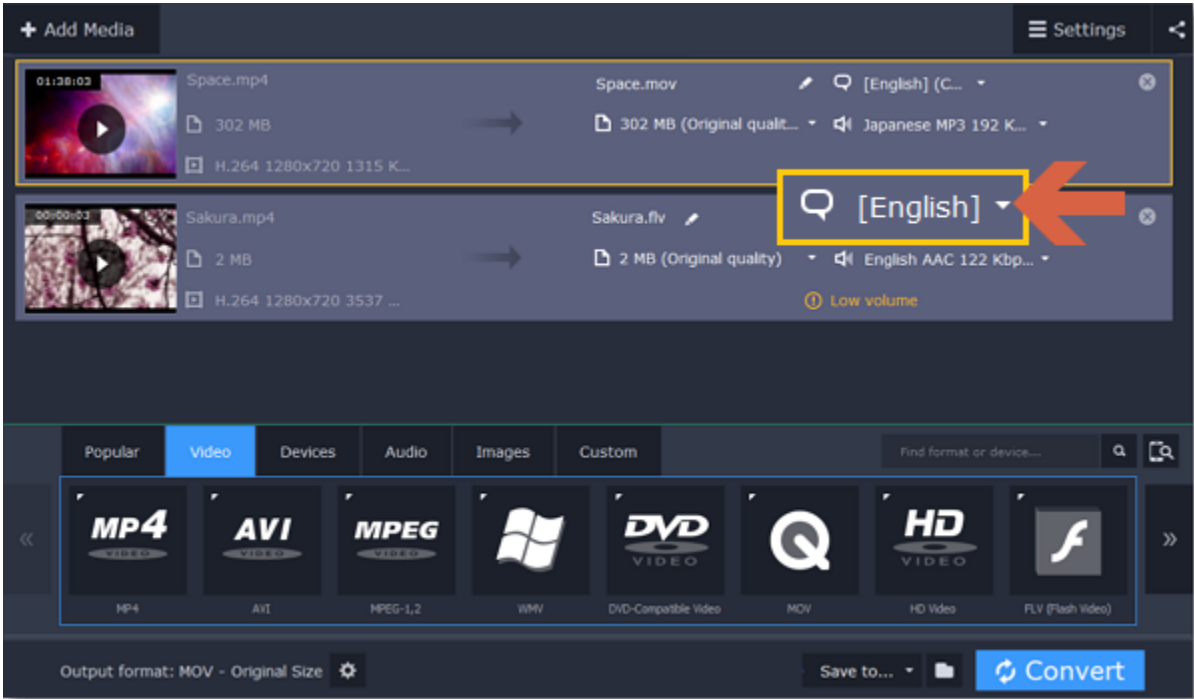 + Add Media
Settings
01:38:03
Space.mp4
Space.mov
[English] (C...
302 MB
302 MB (Original qualit...
Japanese MP3 192 K...
H.264 1280x720 1315 K...
[English]
00:00:03
Sakura.mp4
Sakura.flv
2 MB
2 MB (Original quality)
English AAC 122 Kbp...
H.264 1280x720 3537 ...
Low volume
Popular
Video
Devices
Audio
Images
Custom
Find format or device...
MP4 VIDEO
AVI VIDEO
MPEG VIDEO
DVD VIDEO
HD VIDEO
MP4
AVI
MPEG-1,2
WMV
DVD-Compatible Video
MOV
HD Video
FLV (Flash Video)
Output format: MOV - Original Size
Save to...
Convert